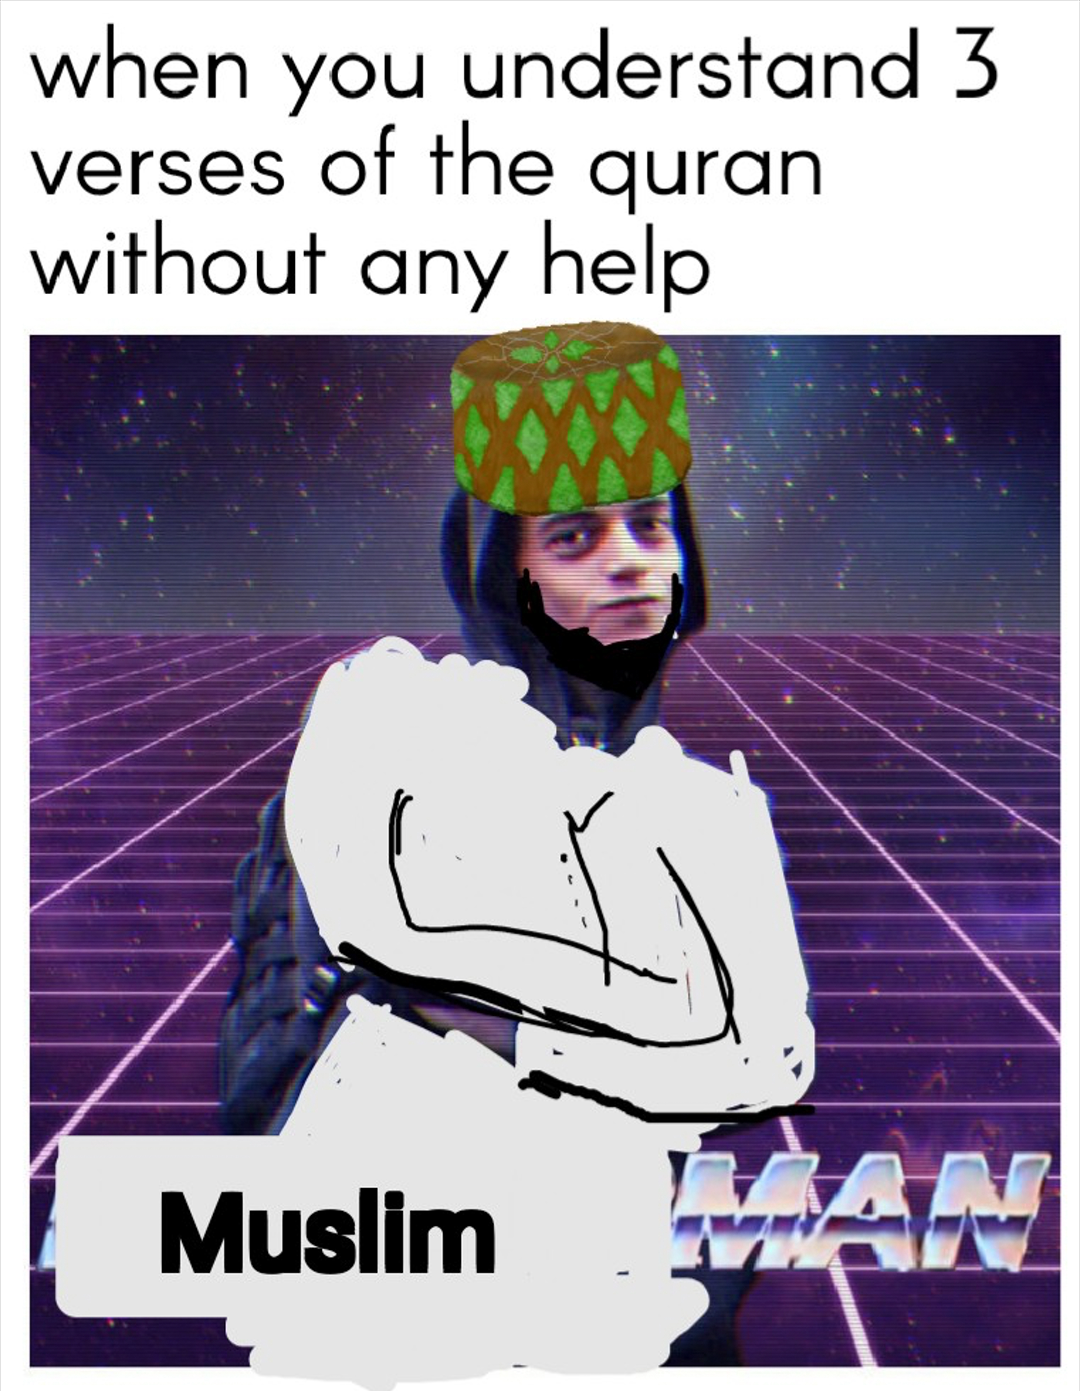 when you understand 3
verses of the quran
without any help
Muslim MAN